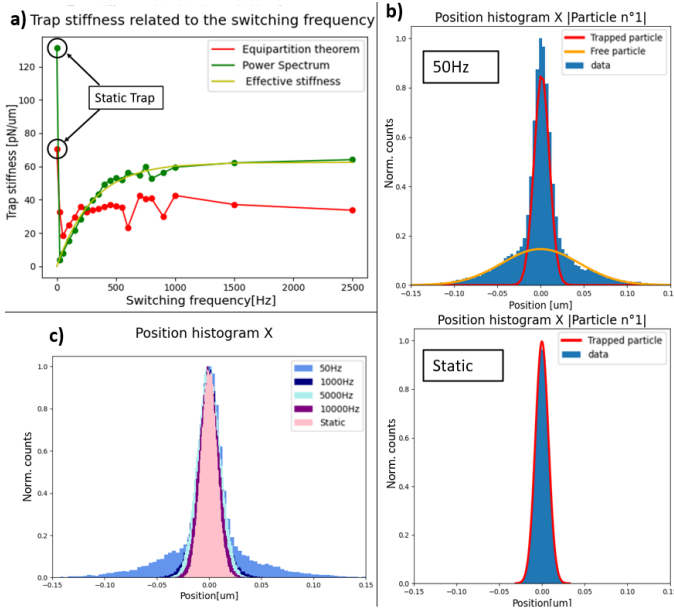 a)
Trap stiffness related to the switching frequency
Trap stiffness [pN/um]
120
100
80
60
40
20
0
Equipartition theorem
Power Spectrum
Effective stiffness
Static Trap
0
500
1000
1500
2000
2500
Switching frequency[Hz]
b)
Position histogram X |Particle n°1|
Norm. counts
1.0
0.8
0.6
0.4
0.2
0.0
50Hz
Trapped particle
Free particle
data
−0.15
−0.10
−0.05
0.00
0.05
0.10
0.15
Position [um]
c)
Position histogram X
Norm. counts
1.0
0.8
0.6
0.4
0.2
0.0
50Hz
1000Hz
5000Hz
10000Hz
Static
−0.15
−0.10
−0.05
0.00
0.05
0.10
0.15
Position[um]
Position histogram X |Particle n°1|
Norm. counts
1.0
0.8
0.6
0.4
0.2
0.0
Static
Trapped particle
data
−0.15
−0.10
−0.05
0.00
0.05
0.10
0.15
Position[um]